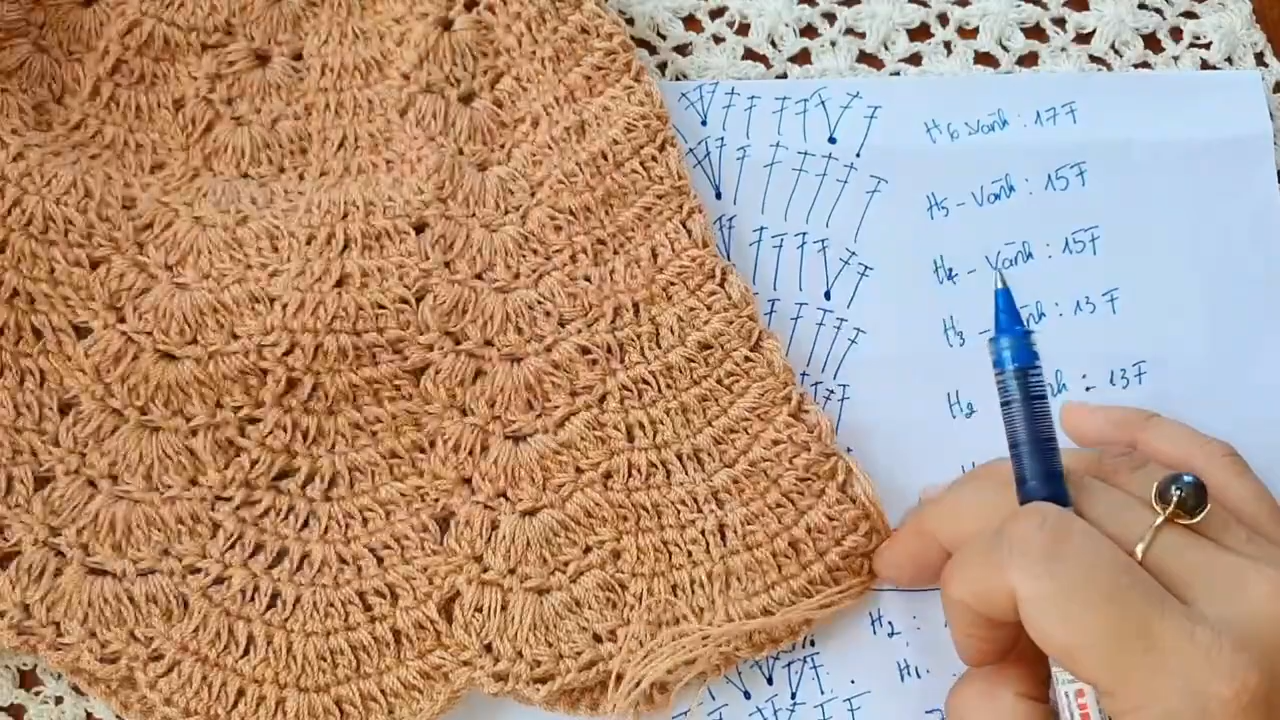 H6 vành : 17F
H5 - Vành : 15F
H4 - Vành : 15F
H3 - : 13F
H2 : 13F
H2 :
H1.